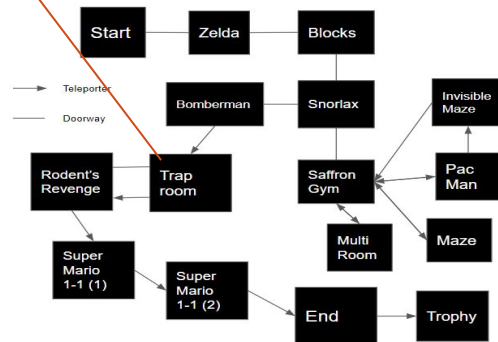 Start
Zelda
Blocks
Teleporter
Doorway
Bomberman
Snorlax
Invisible
Maze
Rodent's
Revenge
Trap
room
Saffron
Gym
Pac
Man
Multi
Room
Maze
Super
Mario
1-1 (1)
Super
Mario
1-1 (2)
End
Trophy